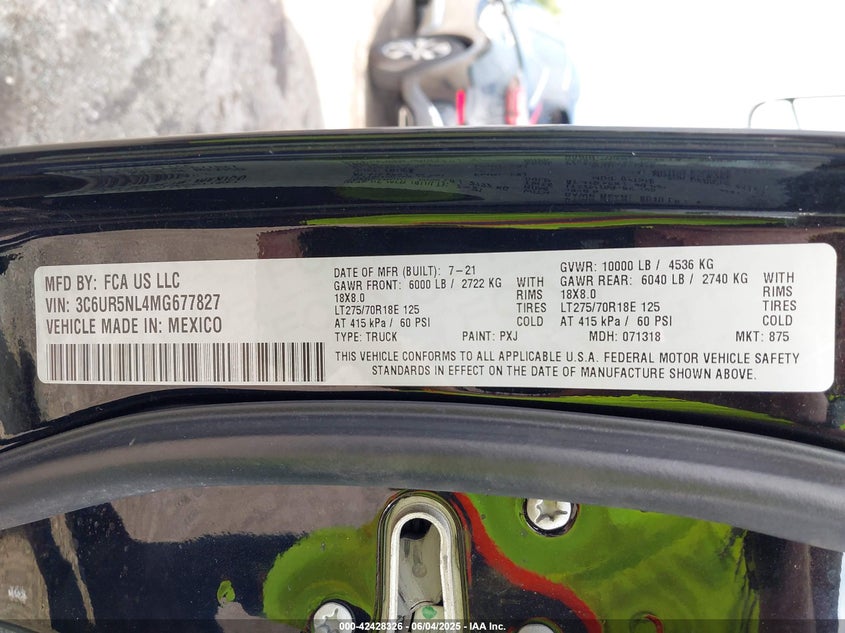 MFD BY: FCA US LLC
VIN: 3C6UR5NL4MG677827
VEHICLE MADE IN: MEXICO
DATE OF MFR (BUILT): 7-21
GAWR FRONT: 6000 LB / 2722 KG WITH
18X8.0 RIMS
LT275/70R18E 125 TIRES
AT 415 kPa / 60 PSI COLD
TYPE: TRUCK PAINT: PXJ
GVWR: 10000 LB / 4536 KG
GAWR REAR: 6040 LB / 2740 KG WITH
18X8.0 RIMS
LT275/70R18E 125 TIRES
AT 415 kPa / 60 PSI COLD
MDH: 071318 MKT: 875
THIS VEHICLE CONFORMS TO ALL APPLICABLE U.S.A. FEDERAL MOTOR VEHICLE SAFETY
STANDARDS IN EFFECT ON THE DATE OF MANUFACTURE SHOWN ABOVE.
000-42428326 - 06/04/2025 - IAA Inc.